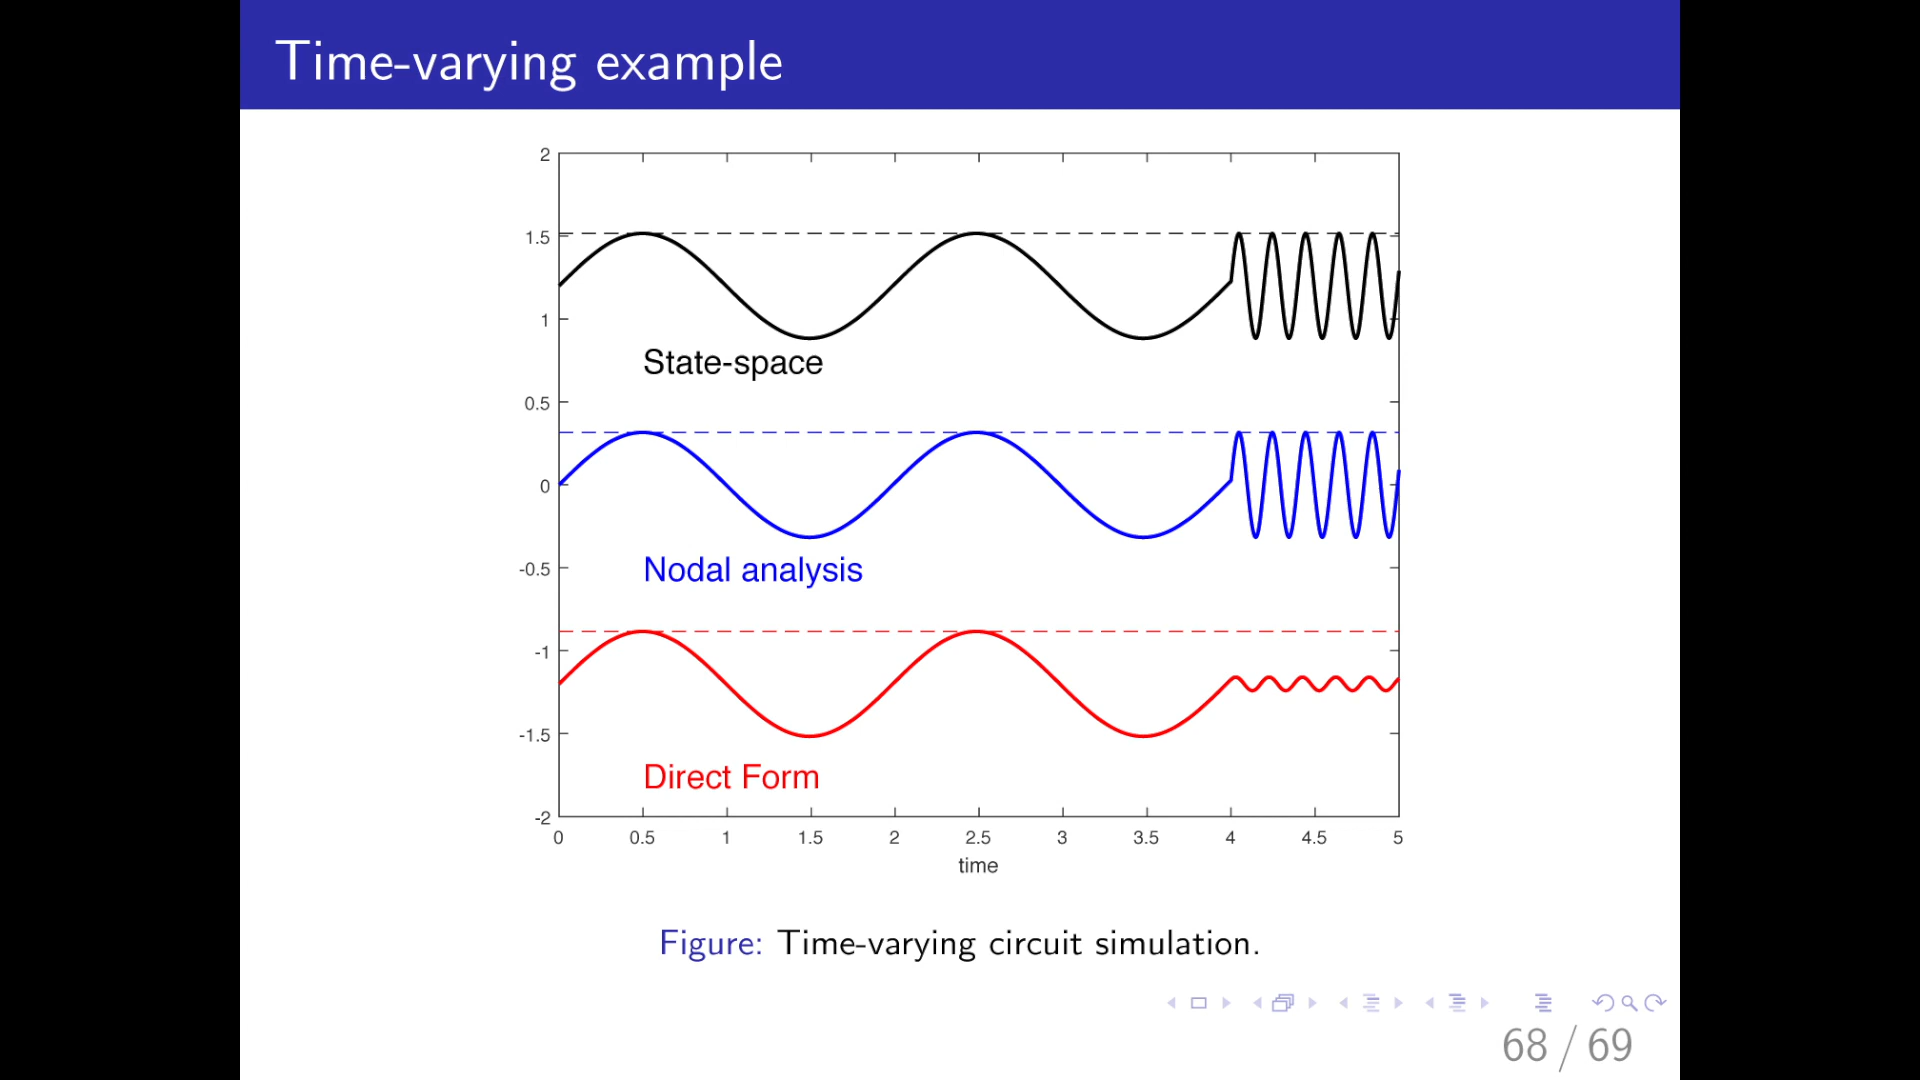 Time-varying example
2
1.5
1
State-space
0.5
0
-0.5
Nodal analysis
-1
-1.5
Direct Form
-2
0 0.5 1 1.5 2 2.5 3 3.5 4 4.5 5
time
Figure: Time-varying circuit simulation.
68 / 69